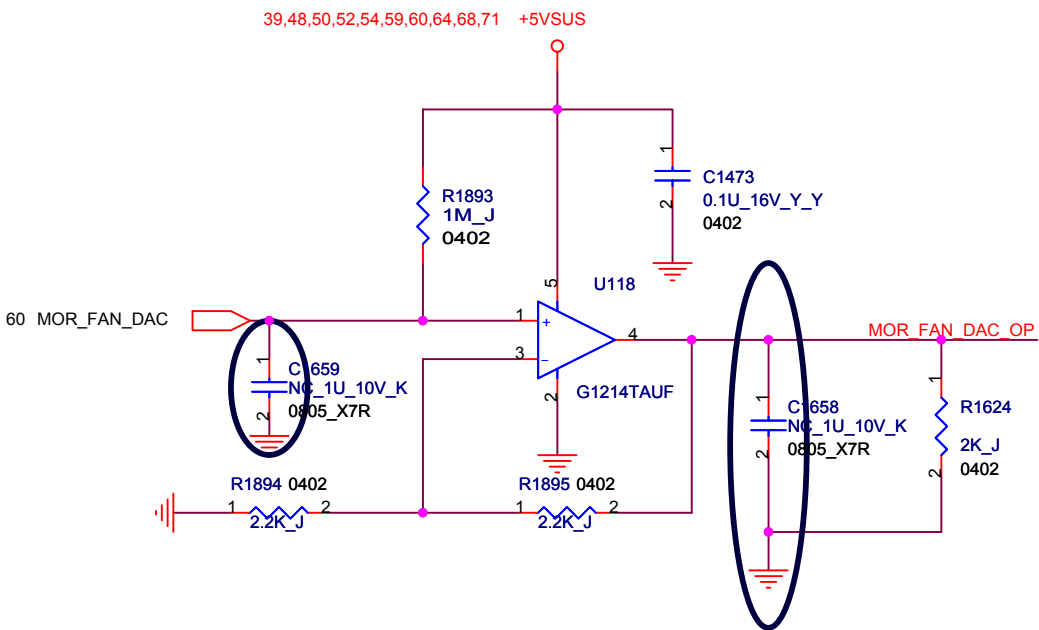 39,48,50,52,54,59,60,64,68,71 +5VSUS
1
C1473
0.1U_16V_Y_Y
2
0402
R1893
1M_J
0402
5
U118
60 MOR_FAN_DAC
1
+
4
MOR_FAN_DAC_OP
3
-
G1214TAUF
2
1
C1659
NC_1U_10V_K
2
0805_X7R
1
C1658
NC_1U_10V_K
2
0805_X7R
1
R1624
2K_J
2
0402
R1894 0402
1
2
2.2K_J
R1895 0402
1
2
2.2K_J